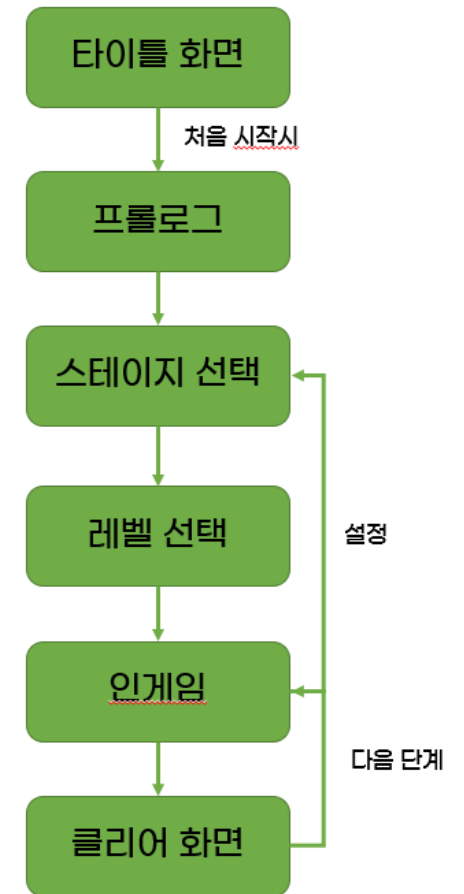 타이틀 화면
처음 시작시
프롤로그
스테이지 선택
레벨 선택
설정
인게임
다음 단계
클리어 화면